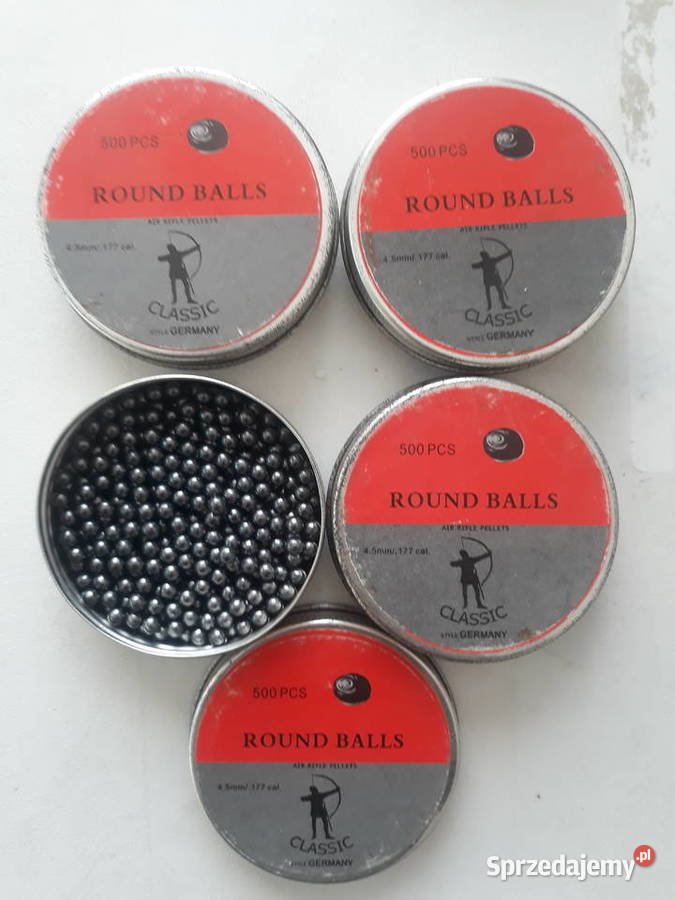 500 PCS
ROUND BALLS
AIR RIFLE PELLETS
4.5mm/.177 cal.
CLASSIC
STYLE GERMANY
500 PCS
ROUND BALLS
AIR RIFLE PELLETS
4.5mm/.177 cal.
CLASSIC
STYLE GERMANY
500 PCS
ROUND BALLS
AIR RIFLE PELLETS
4.5mm/.177 cal.
CLASSIC
STYLE GERMANY
500 PCS
ROUND BALLS
AIR RIFLE PELLETS
4.5mm/.177 cal.
CLASSIC
STYLE GERMANY
Sprzedajemy.pl